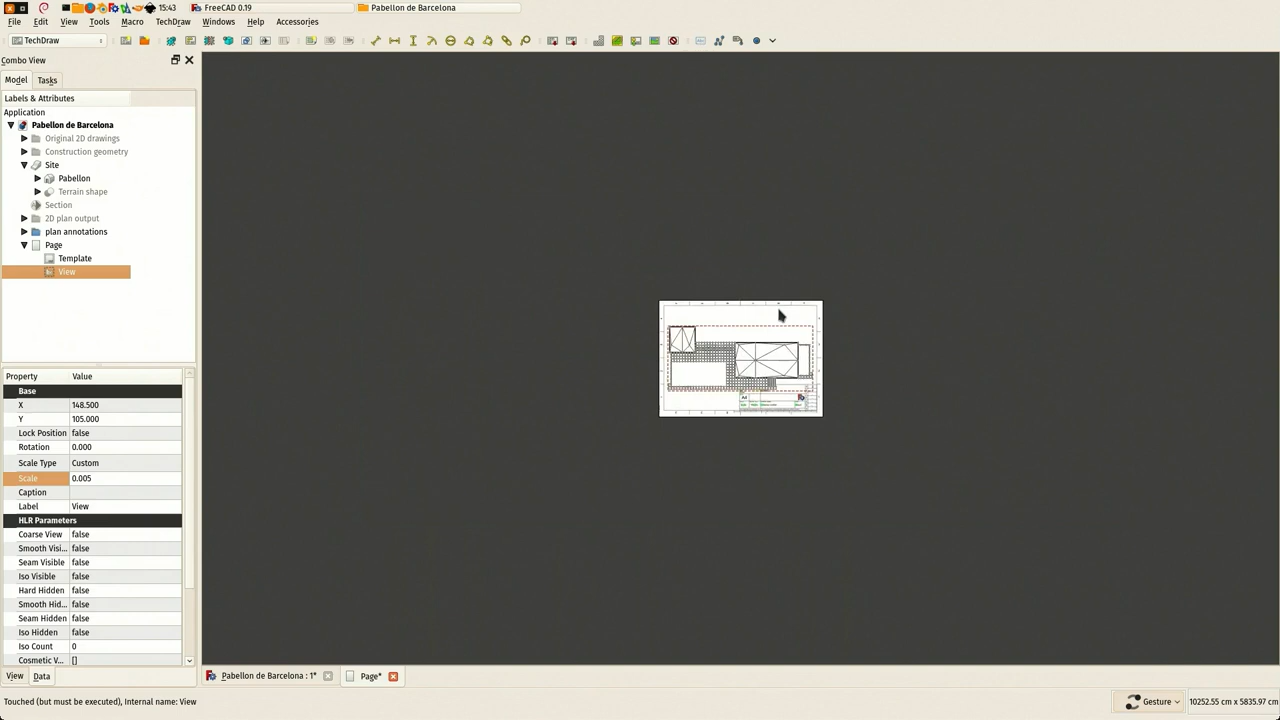 15:43
FreeCAD 0.19
Pabellon de Barcelona
File Edit View Tools Macro TechDraw Windows Help Accessories
TechDraw
Combo View
Model Tasks
Labels & Attributes
Application
Pabellon de Barcelona
Original 2D drawings
Construction geometry
Site
Pabellon
Terrain shape
Section
2D plan output
plan annotations
Page
Template
View
Property Value
Base
X 148.500
Y 105.000
Lock Position false
Rotation 0.000
Scale Type Custom
Scale 0.005
Caption
Label View
HLR Parameters
Coarse View false
Smooth Visi... false
Seam Visible false
Iso Visible false
Hard Hidden false
Smooth Hid... false
Seam Hidden false
Iso Hidden false
Iso Count 0
Cosmetic V... []
View Data
Pabellon de Barcelona : 1*
Page*
Touched (but must be executed), Internal name: View
Gesture
10252.55 cm x 5835.97 cm